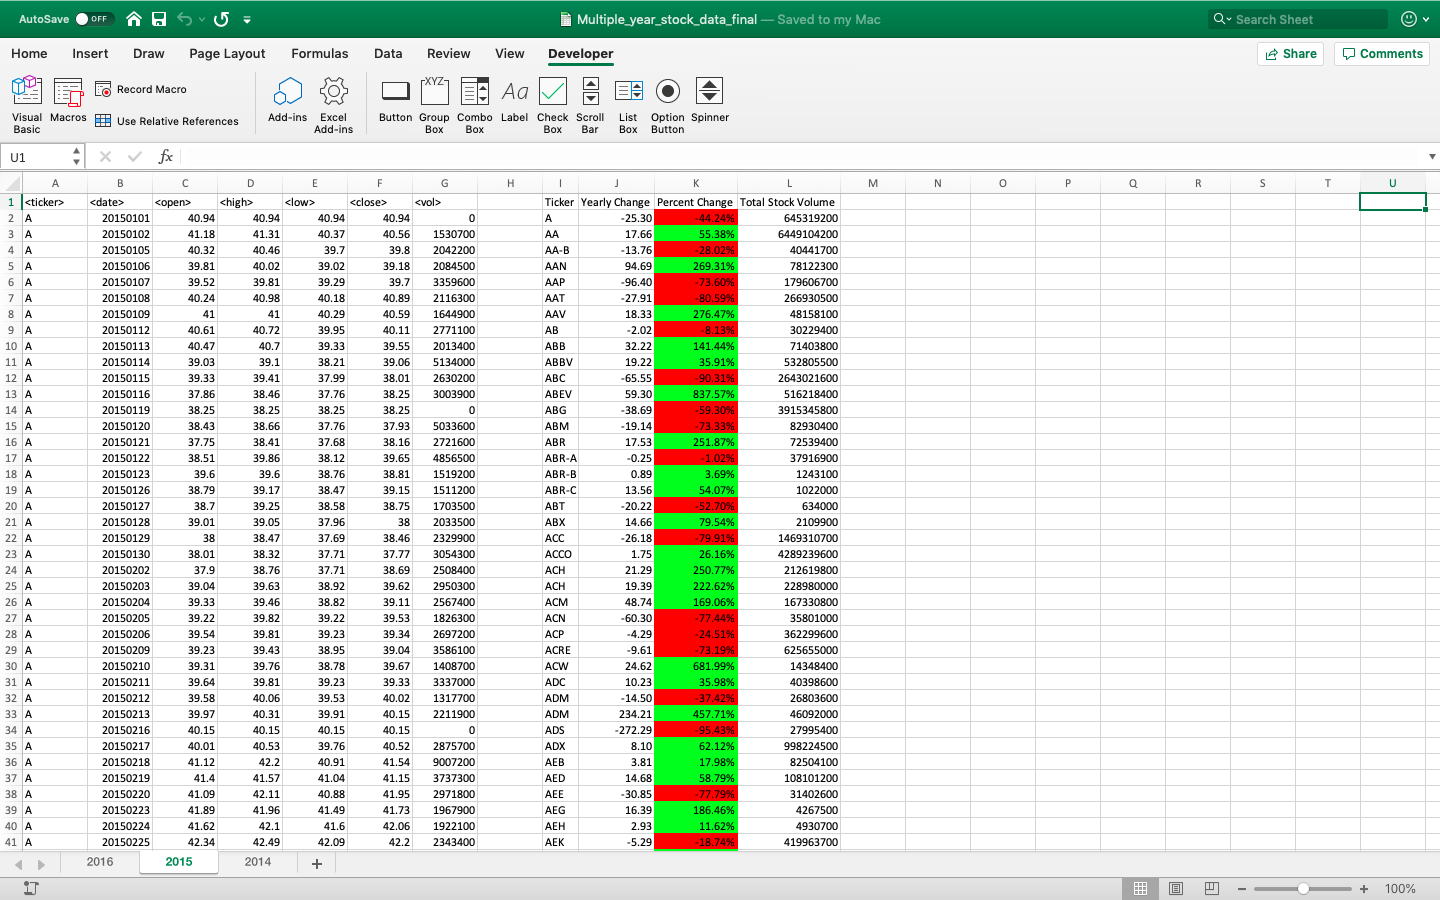 AutoSave OFF Multiple_year_stock_data_final — Saved to my Mac Search Sheet
Home Insert Draw Page Layout Formulas Data Review View Developer Share Comments
Visual Basic Macros Record Macro Use Relative References Add-ins Excel Add-ins Button Group Box Combo Box Label Check Box Scroll Bar List Box Option Button Spinner
XYZ Aa
U1 fx
A B C D E F G H I J K L M N O P Q R S T U
1 <ticker> <date> <open> <high> <low> <close> <vol> Ticker Yearly Change Percent Change Total Stock Volume
2 A 20150101 40.94 40.94 40.94 40.94 0 A -25.30 -44.24% 645319200
3 A 20150102 41.18 41.31 40.37 40.56 1530700 AA 17.66 55.38% 6449104200
4 A 20150105 40.32 40.46 39.7 39.8 2042200 AA-B -13.76 -28.02% 40441700
5 A 20150106 39.81 40.02 39.02 39.18 2084500 AAN 94.69 269.31% 78122300
6 A 20150107 39.52 39.81 39.29 39.7 3359600 AAP -96.40 -73.60% 179606700
7 A 20150108 40.24 40.98 40.18 40.89 2116300 AAT -27.91 -80.59% 266930500
8 A 20150109 41 41 40.29 40.59 1644900 AAV 18.33 276.47% 48158100
9 A 20150112 40.61 40.72 39.95 40.11 2771100 AB -2.02 -8.13% 30229400
10 A 20150113 40.47 40.7 39.33 39.55 2013400 ABB 32.22 141.44% 71403800
11 A 20150114 39.03 39.1 38.21 39.06 5134000 ABBV 19.22 35.91% 532805500
12 A 20150115 39.33 39.41 37.99 38.01 2630200 ABC -65.55 -90.31% 2643021600
13 A 20150116 37.86 38.46 37.76 38.25 3003900 ABEV 59.30 837.57% 516218400
14 A 20150119 38.25 38.25 38.25 38.25 0 ABG -38.69 -59.30% 3915345800
15 A 20150120 38.43 38.66 37.76 37.93 5033600 ABM -19.14 -73.33% 82930400
16 A 20150121 37.75 38.41 37.68 38.16 2721600 ABR 17.53 251.87% 72539400
17 A 20150122 38.51 39.86 38.12 39.65 4856500 ABR-A -0.25 -1.02% 37916900
18 A 20150123 39.6 39.6 38.76 38.81 1519200 ABR-B 0.89 3.69% 1243100
19 A 20150126 38.79 39.17 38.47 39.15 1511200 ABR-C 13.56 54.07% 1022000
20 A 20150127 38.7 39.25 38.58 38.75 1703500 ABT -20.22 -52.70% 634000
21 A 20150128 39.01 39.05 37.96 38 2033500 ABX 14.66 79.54% 2109900
22 A 20150129 38 38.47 37.69 38.46 2329900 ACC -26.18 -79.91% 1469310700
23 A 20150130 38.01 38.32 37.71 37.77 3054300 ACCO 1.75 26.16% 4289239600
24 A 20150202 37.9 38.76 37.71 38.69 2508400 ACH 21.29 250.77% 212619800
25 A 20150203 39.04 39.63 38.92 39.62 2950300 ACH 19.39 222.62% 228980000
26 A 20150204 39.33 39.46 38.82 39.11 2567400 ACM 48.74 169.06% 167330800
27 A 20150205 39.22 39.82 39.22 39.53 1826300 ACN -60.30 -77.44% 35801000
28 A 20150206 39.54 39.81 39.23 39.34 2697200 ACP -4.29 -24.51% 362299600
29 A 20150209 39.23 39.43 38.95 39.04 3586100 ACRE -9.61 -73.19% 625655000
30 A 20150210 39.31 39.76 38.78 39.67 1408700 ACW 24.62 681.99% 14348400
31 A 20150211 39.64 39.81 39.23 39.33 3337000 ADC 10.23 35.98% 40398600
32 A 20150212 39.58 40.06 39.53 40.02 1317700 ADM -14.50 -37.42% 26803600
33 A 20150213 39.97 40.31 39.91 40.15 2211900 ADM 234.21 457.71% 46092000
34 A 20150216 40.15 40.15 40.15 40.15 0 ADS -272.29 -95.43% 27995400
35 A 20150217 40.01 40.53 39.76 40.52 2875700 ADX 8.10 62.12% 998224500
36 A 20150218 41.12 42.2 40.91 41.54 9007200 AEB 3.81 17.98% 82504100
37 A 20150219 41.4 41.57 41.04 41.15 3737300 AED 14.68 58.79% 108101200
38 A 20150220 41.09 42.11 40.88 41.95 2971800 AEE -30.85 -77.79% 31402600
39 A 20150223 41.89 41.96 41.49 41.73 1967900 AEG 16.39 186.46% 4267500
40 A 20150224 41.62 42.1 41.6 42.06 1922100 AEH 2.93 11.62% 4930700
41 A 20150225 42.34 42.49 42.09 42.2 2343400 AEK -5.29 -18.74% 419963700
2016 2015 2014 +
100%